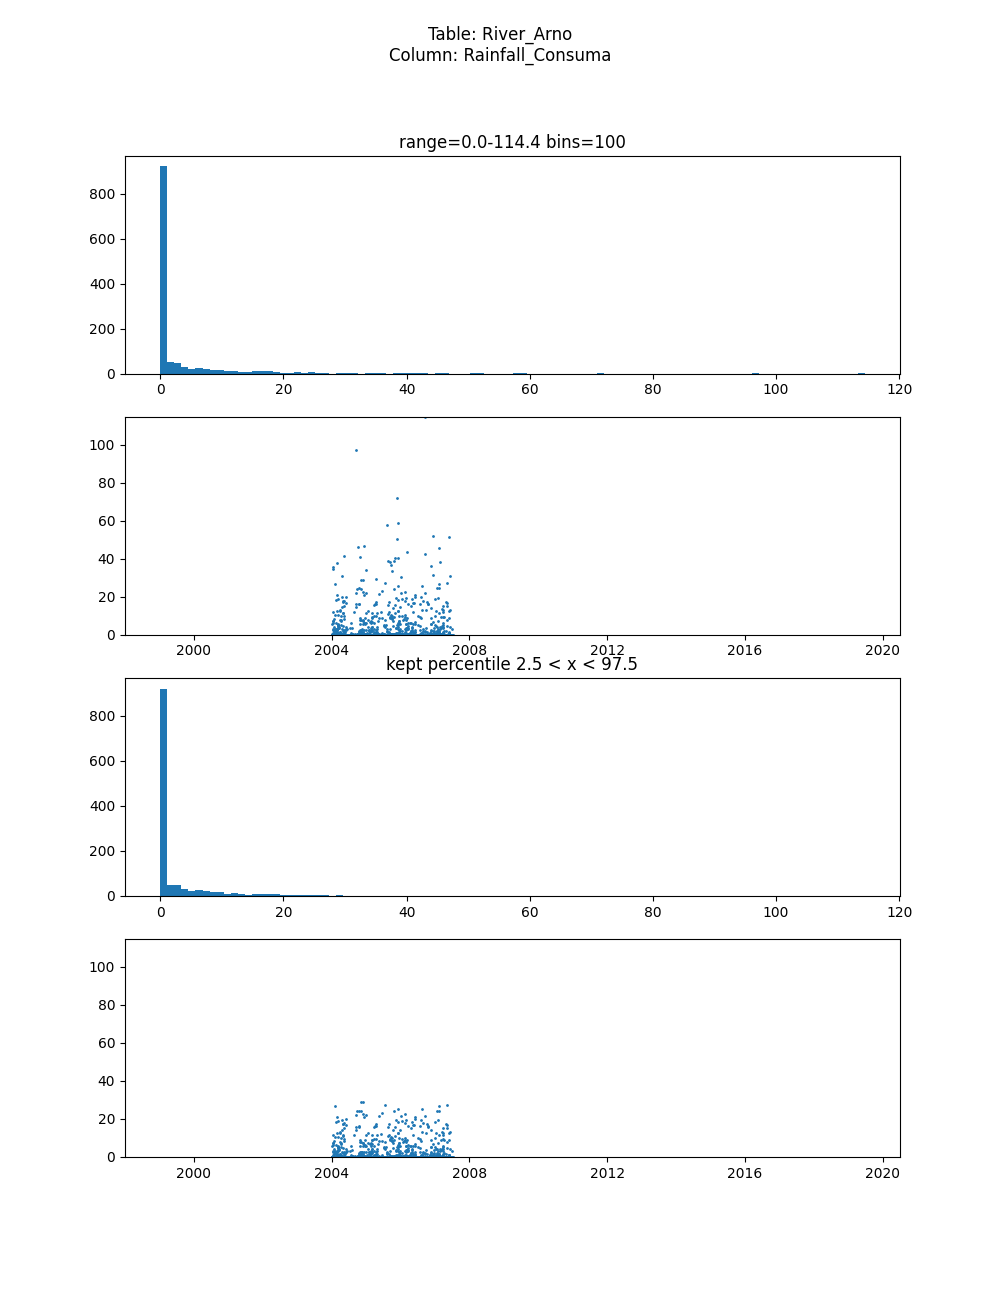 Table: River_Arno
Column: Rainfall_Consuma
range=0.0-114.4 bins=100
800
600
400
200
0
0 20 40 60 80 100 120
100
80
60
40
20
0
2000 2004 2008 2012 2016 2020
kept percentile 2.5 < x < 97.5
800
600
400
200
0
0 20 40 60 80 100 120
100
80
60
40
20
0
2000 2004 2008 2012 2016 2020